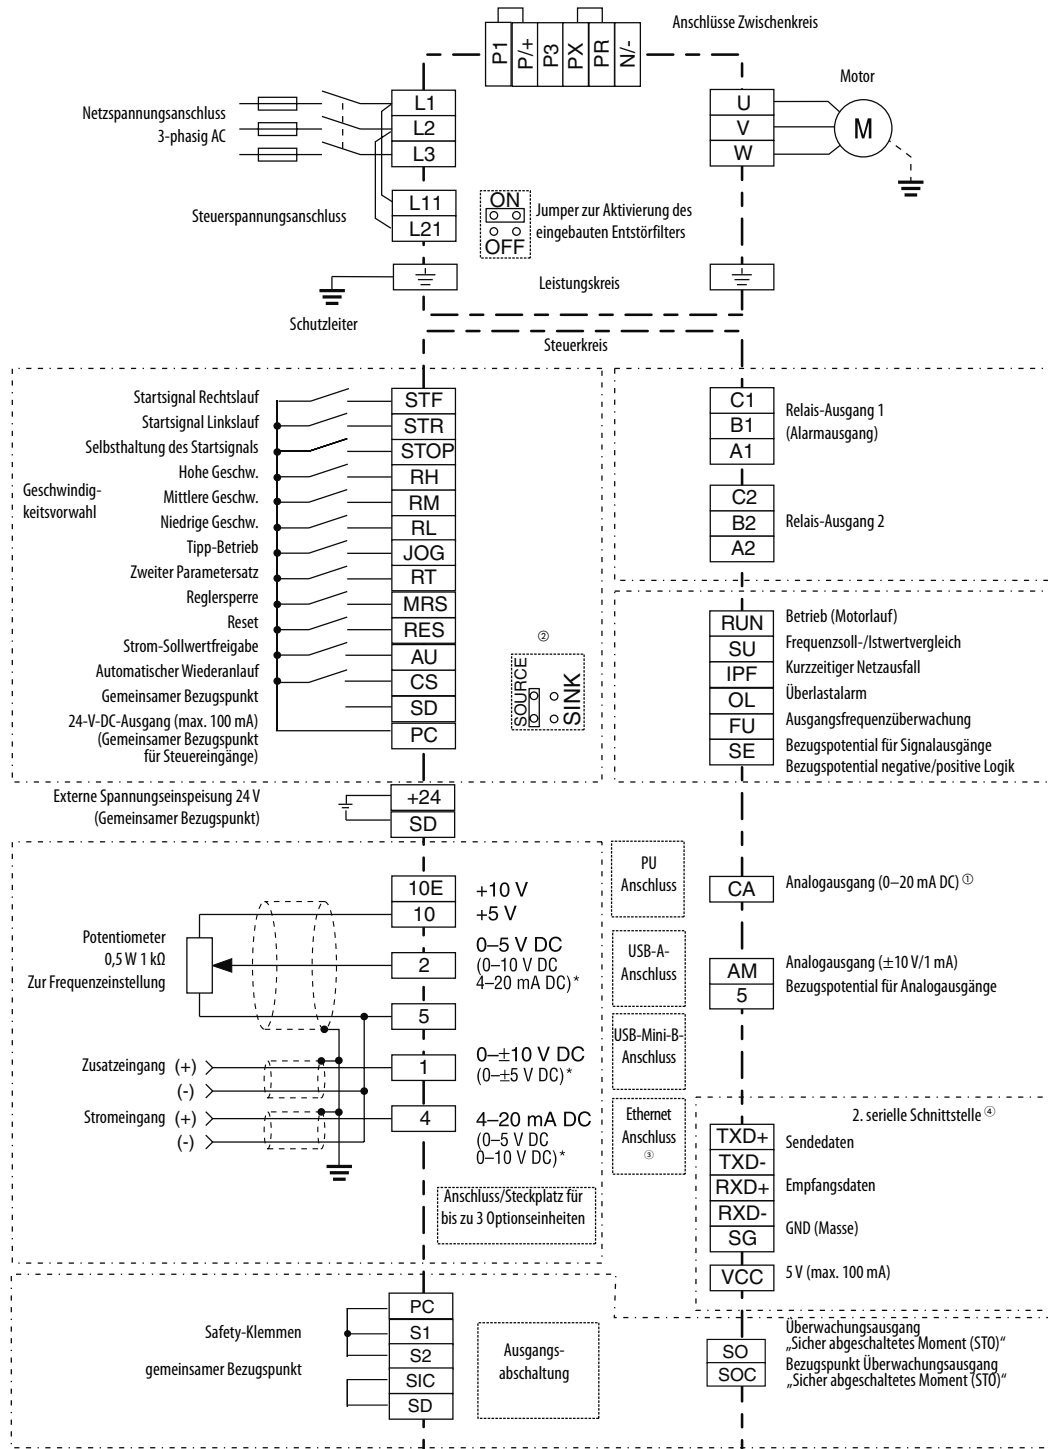 Anschlüsse Zwischenkreis
P1
P/+
P3
PX
PR
N/-
Netzspannungsanschluss
3-phasig AC
L1
L2
L3
Steuerspannungsanschluss
L11
L21
ON
OFF
Jumper zur Aktivierung des
eingebauten Entstörfilters
U
V
W
Motor
M
Schutzleiter
Leistungskreis
Steuerkreis
Geschwindig-
keitsvorwahl
Startsignal Rechtslauf
STF
Startsignal Linkslauf
STR
Selbsthaltung des Startsignals
STOP
Hohe Geschw.
RH
Mittlere Geschw.
RM
Niedrige Geschw.
RL
Tipp-Betrieb
JOG
Zweiter Parametersatz
RT
Reglersperre
MRS
Reset
RES
Strom-Sollwertfreigabe
AU
Automatischer Wiederanlauf
CS
Gemeinsamer Bezugspunkt
SD
24-V-DC-Ausgang (max. 100 mA)
(Gemeinsamer Bezugspunkt
für Steuereingänge)
PC
②
SOURCE
SINK
C1
B1
A1
Relais-Ausgang 1
(Alarmausgang)
C2
B2
A2
Relais-Ausgang 2
RUN
Betrieb (Motorlauf)
SU
Frequenzsoll-/Istwertvergleich
IPF
Kurzzeitiger Netzausfall
OL
Überlastalarm
FU
Ausgangsfrequenzüberwachung
SE
Bezugspotential für Signalausgänge
Bezugspotential negative/positive Logik
Externe Spannungseinspeisung 24 V
(Gemeinsamer Bezugspunkt)
+24
SD
Potentiometer
0,5 W 1 kΩ
Zur Frequenzeinstellung
10E
+10 V
10
+5 V
2
0–5 V DC
(0–10 V DC
4–20 mA DC)*
5
Zusatzeingang (+)
(-)
1
0–±10 V DC
(0–±5 V DC)*
Stromeingang (+)
(-)
4
4–20 mA DC
(0–5 V DC
0–10 V DC)*
Anschluss/Steckplatz für
bis zu 3 Optionseinheiten
PU
Anschluss
USB-A-
Anschluss
USB-Mini-B-
Anschluss
Ethernet
Anschluss
③
CA
Analogausgang (0–20 mA DC) ①
AM
5
Analogausgang (±10 V/1 mA)
Bezugspotential für Analogausgänge
2. serielle Schnittstelle ④
TXD+
TXD-
Sendedaten
RXD+
RXD-
Empfangsdaten
SG
GND (Masse)
VCC
5 V (max. 100 mA)
Safety-Klemmen
gemeinsamer Bezugspunkt
PC
S1
S2
SIC
SD
Ausgangs-
abschaltung
SO
SOC
Überwachungsausgang
„Sicher abgeschaltetes Moment (STO)“
Bezugspunkt Überwachungsausgang
„Sicher abgeschaltetes Moment (STO)“